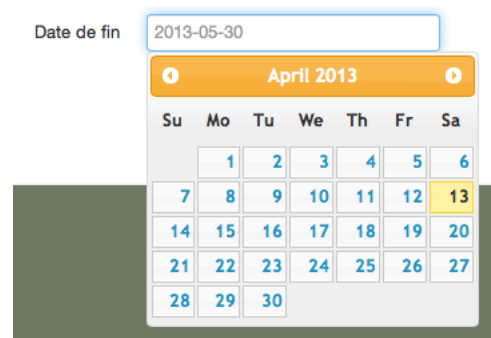 Date de fin 2013-05-30
April 2013
Su Mo Tu We Th Fr Sa
1 2 3 4 5 6
7 8 9 10 11 12 13
14 15 16 17 18 19 20
21 22 23 24 25 26 27
28 29 30